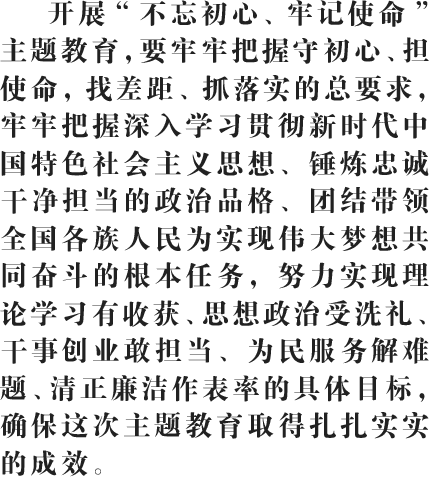 开展“不忘初心、牢记使命”
主题教育,要牢牢把握守初心、担
使命,找差距、抓落实的总要求,
牢牢把握深入学习贯彻新时代中
国特色社会主义思想、锤炼忠诚
干净担当的政治品格、团结带领
全国各族人民为实现伟大梦想共
同奋斗的根本任务,努力实现理
论学习有收获、思想政治受洗礼、
干事创业敢担当、为民服务解难
题、清正廉洁作表率的具体目标,
确保这次主题教育取得扎扎实实
的成效。